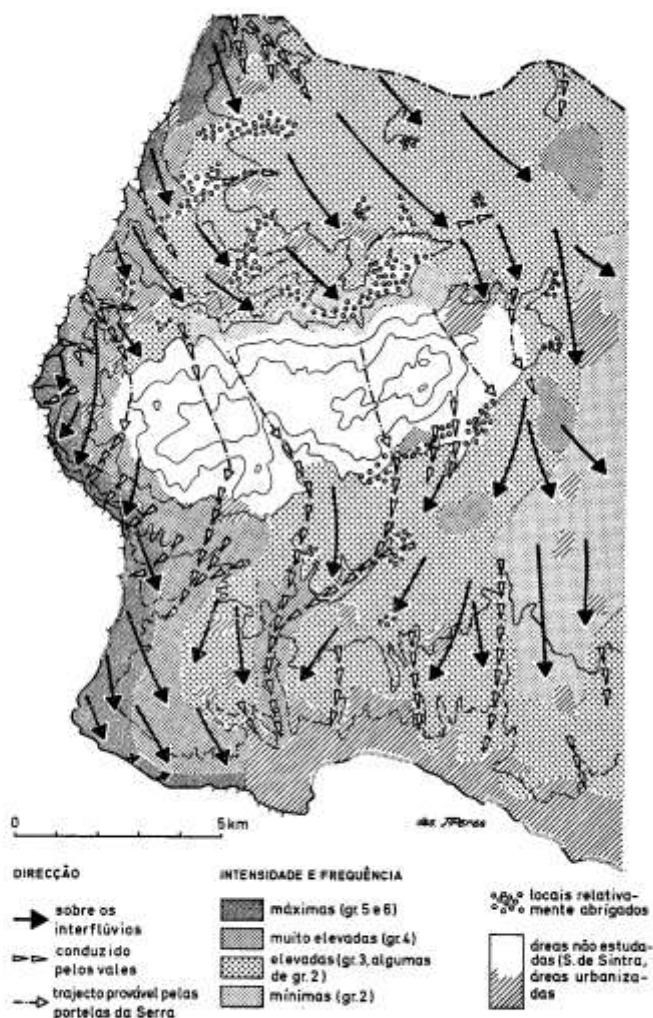 0 5km
des. JPeres
DIRECÇÃO
sobre os
interflúvios
conduzido
pelos vales
trajecto provável pelas
portelas da Serra
INTENSIDADE E FREQUÊNCIA
máximas (gr. 5 e 6)
muito elevadas (gr. 4)
elevadas (gr. 3, algumas
de gr. 2)
mínimas (gr. 2)
locais relativa-
mente abrigados
áreas não estuda-
das (S. de Sintra,
áreas urbaniza-
das